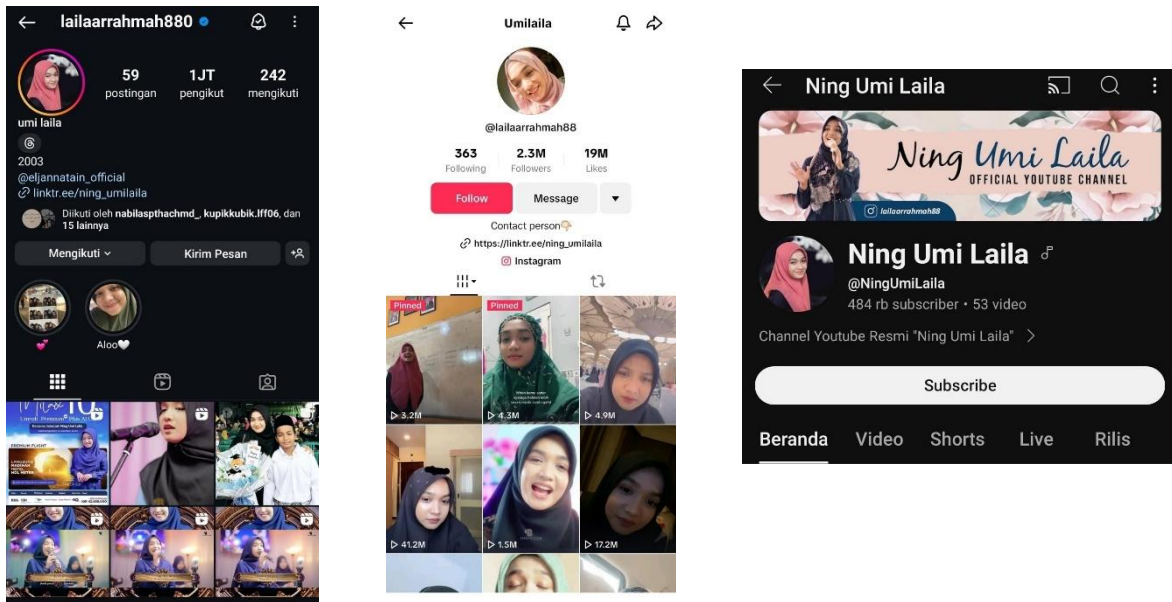 lailaarrahmah880
59 1JT 242
postingan pengikut mengikuti
umi laila
2003
@eljannatain_official
linktr.ee/ning_umilaila
Diikuti oleh nabilaspthachmd_, kupikkubik.lff06, dan
15 lainnya
Mengikuti
Kirim Pesan
💕
Aloo🤍
PREMIUM FLIGHT
Umilaila
@lailaarrahmah88
363 2.3M 19M
Following Followers Likes
Follow Message
Contact person👇🏻
https://linktr.ee/ning_umilaila
Instagram
Pinned
Pinned
3.2M
4.3M
4.9M
41.2M
1.5M
17.2M
Ning Umi Laila
Ning Umi Laila
OFFICIAL YOUTUBE CHANNEL
lailaarrahmah88
Ning Umi Laila
@NingUmiLaila
484 rb subscriber • 53 video
Channel Youtube Resmi "Ning Umi Laila"
Subscribe
Beranda Video Shorts Live Rilis